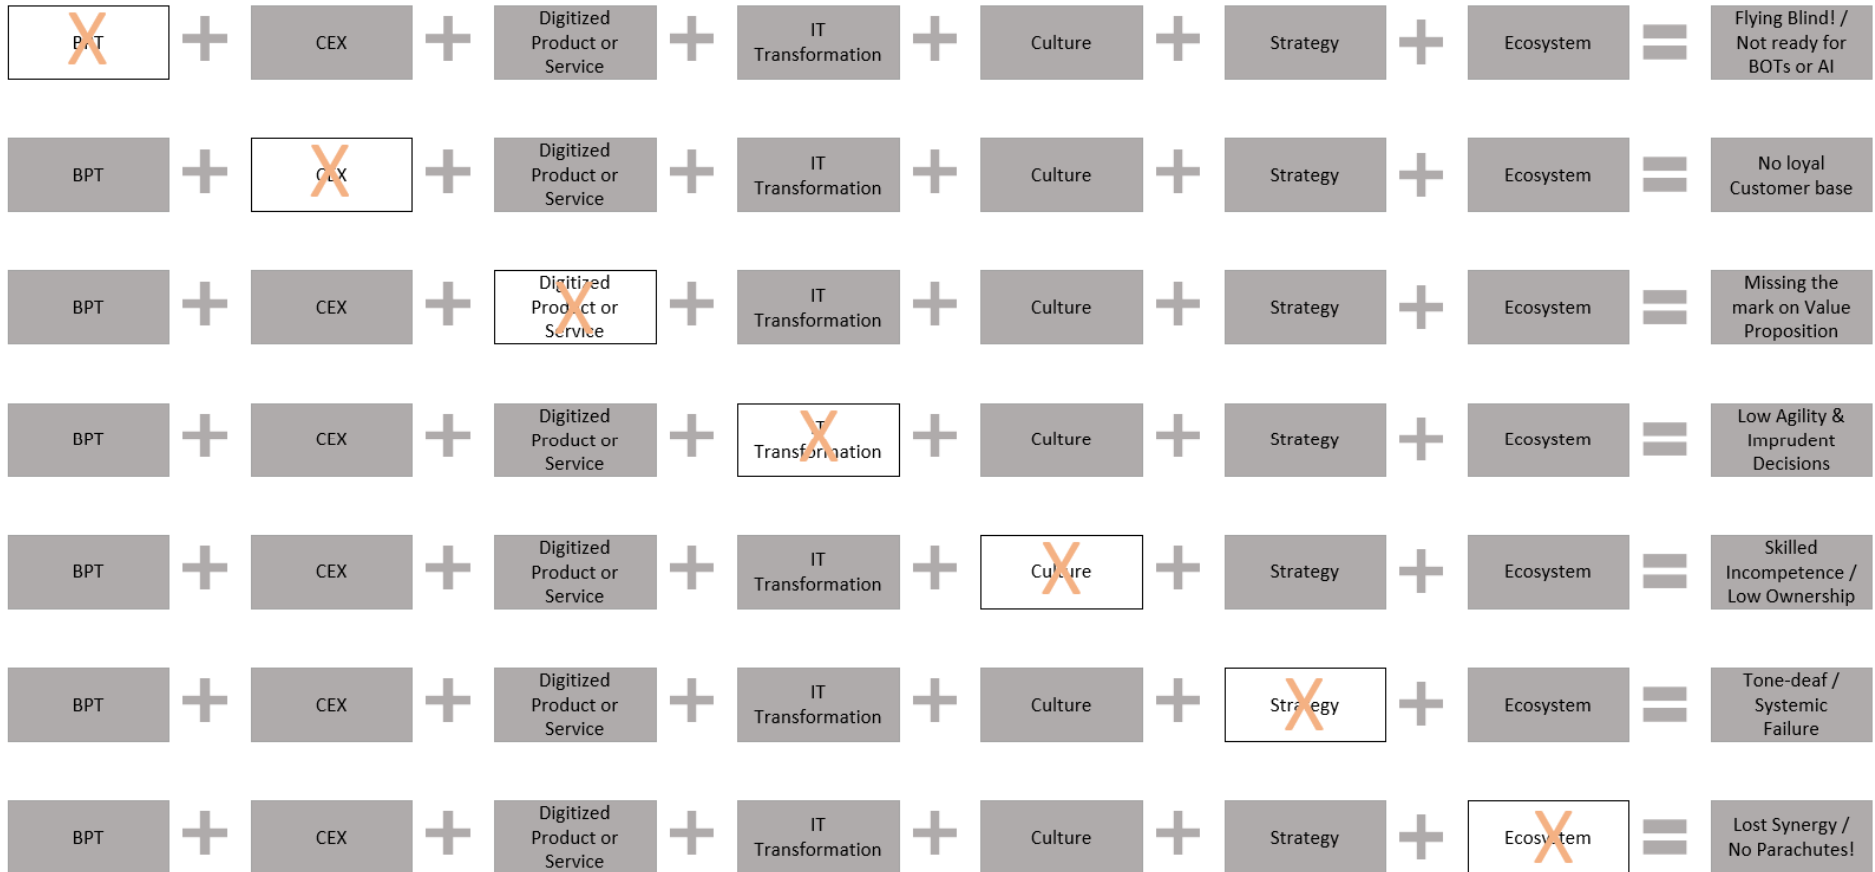 BPT + CEX + Digitized Product or Service + IT Transformation + Culture + Strategy + Ecosystem = Flying Blind! / Not ready for BOTs or AI
BPT + CEX + Digitized Product or Service + IT Transformation + Culture + Strategy + Ecosystem = No loyal Customer base
BPT + CEX + Digitized Product or Service + IT Transformation + Culture + Strategy + Ecosystem = Missing the mark on Value Proposition
BPT + CEX + Digitized Product or Service + IT Transformation + Culture + Strategy + Ecosystem = Low Agility & Imprudent Decisions
BPT + CEX + Digitized Product or Service + IT Transformation + Culture + Strategy + Ecosystem = Skilled Incompetence / Low Ownership
BPT + CEX + Digitized Product or Service + IT Transformation + Culture + Strategy + Ecosystem = Tone-deaf / Systemic Failure
BPT + CEX + Digitized Product or Service + IT Transformation + Culture + Strategy + Ecosystem = Lost Synergy / No Parachutes!